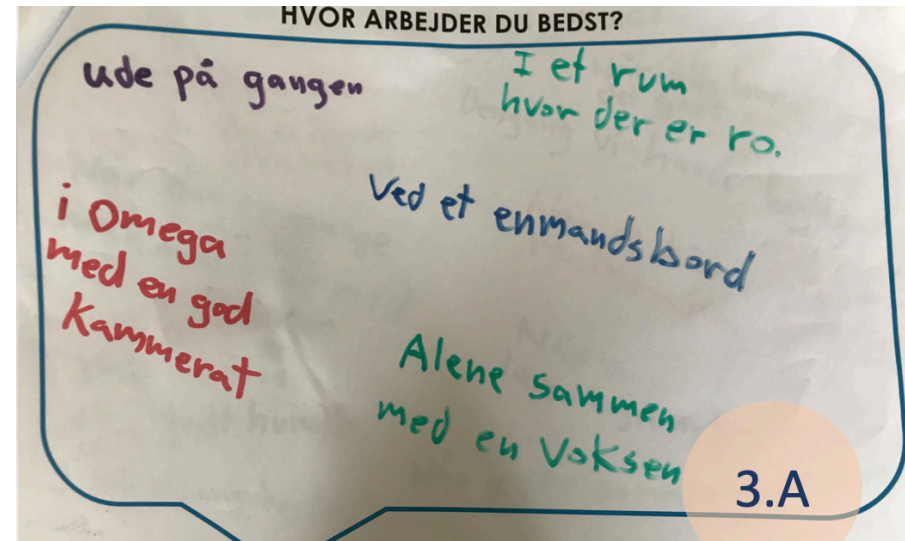 HVOR ARBEJDER DU BEDST?
ude på gangen
I et rum
hvor der er ro.
Ved et enmandsbord
i Omega
med en god
Kammerat
Alene sammen
med en Voksen
3.A